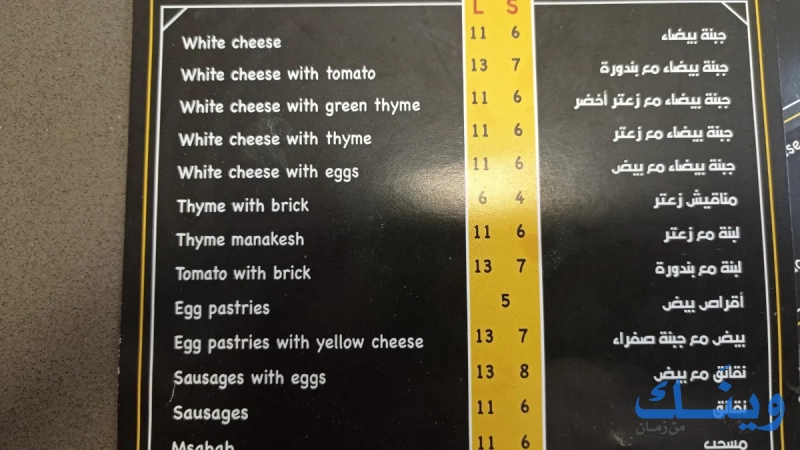 L S
White cheese 11 6 جبنة بيضاء
White cheese with tomato 13 7 جبنة بيضاء مع بندورة
White cheese with green thyme 11 6 جبنة بيضاء مع زعتر أخضر
White cheese with thyme 11 6 جبنة بيضاء مع زعتر
White cheese with eggs 11 6 جبنة بيضاء مع بيض
Thyme with brick 6 4 مناقيش زعتر
Thyme manakesh 11 6 لبنة مع زعتر
Tomato with brick 13 7 لبنة مع بندورة
Egg pastries 5 أقراص بيض
Egg pastries with yellow cheese 13 7 بيض مع جبنة صفراء
Sausages with eggs 13 8 نقانق مع بيض
Sausages 11 6 نقانق
Msahab 11 6 مسحب
وينك
من زمان